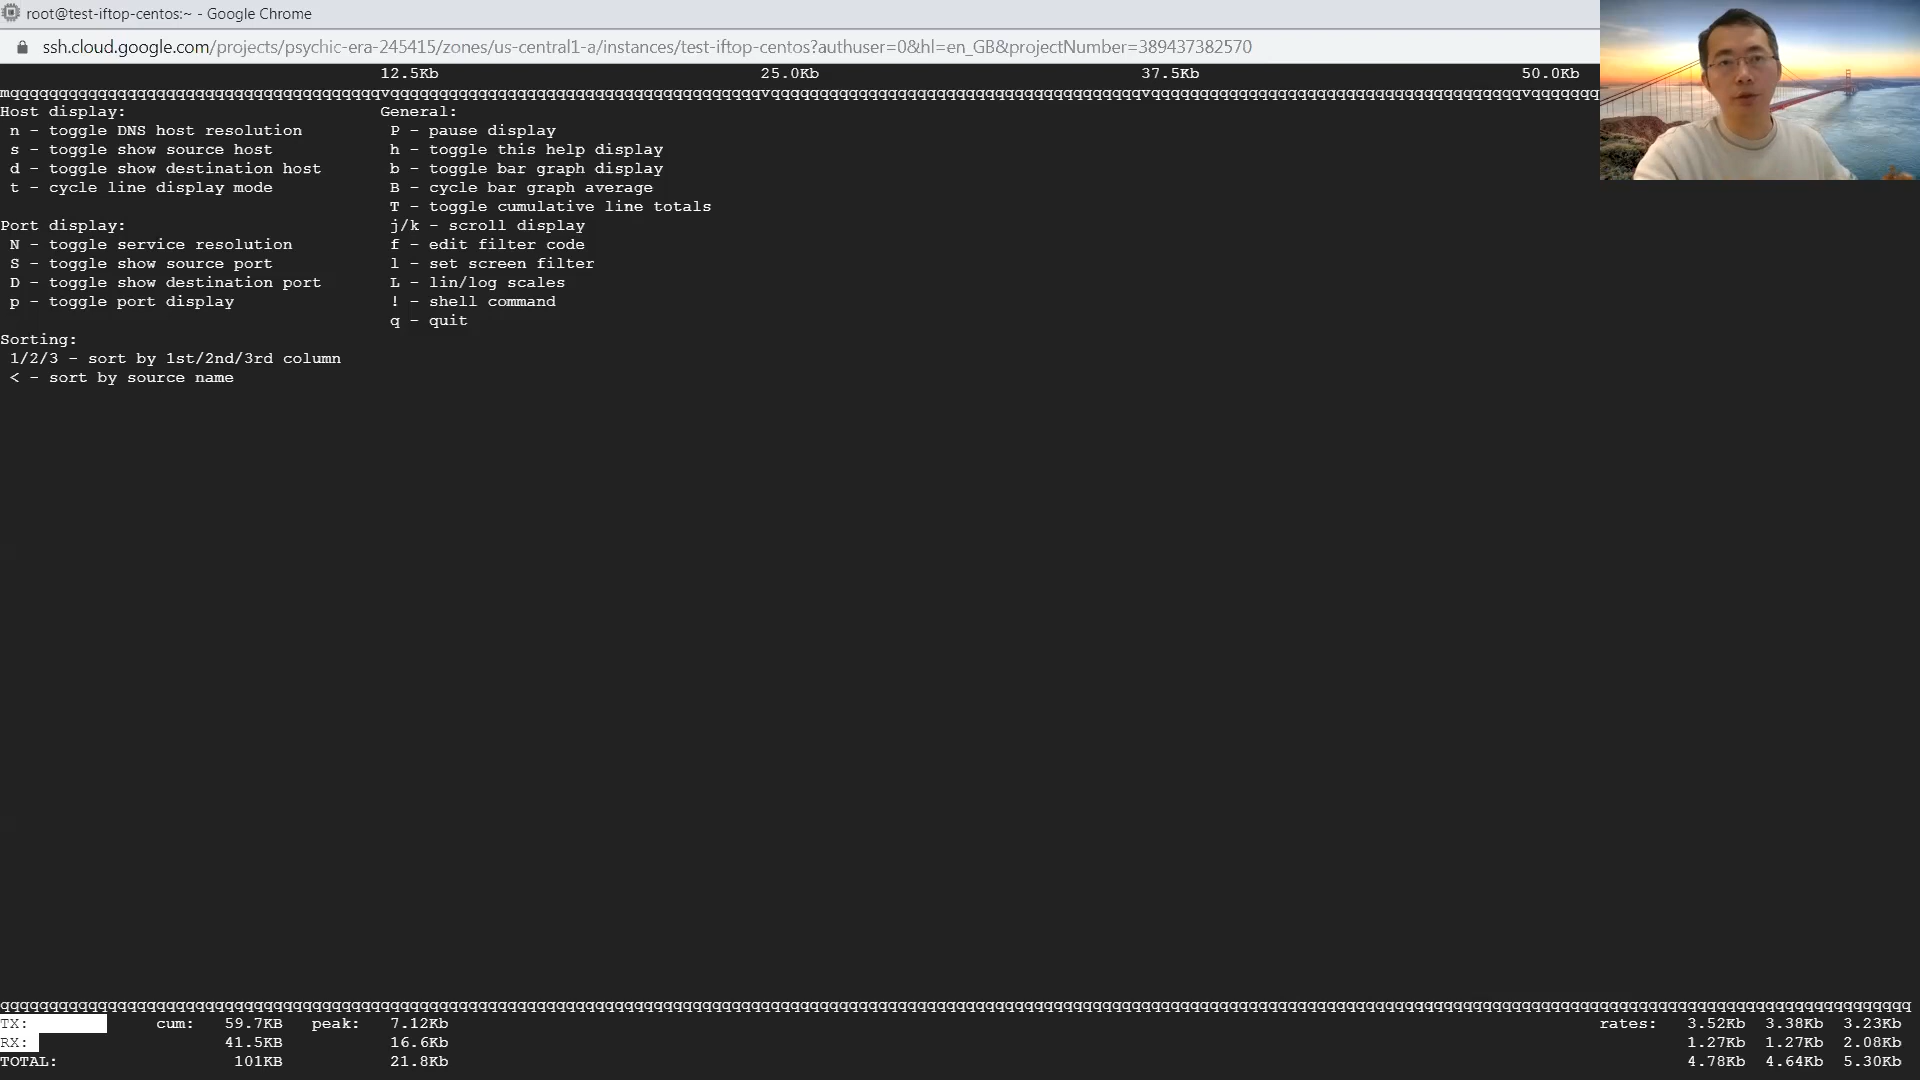 root@test-iftop-centos:~ - Google Chrome
ssh.cloud.google.com/projects/psychic-era-245415/zones/us-central1-a/instances/test-iftop-centos?authuser=0&hl=en_GB&projectNumber=389437382570
12.5Kb 25.0Kb 37.5Kb 50.0Kb
Host display: General:
n - toggle DNS host resolution P - pause display
s - toggle show source host h - toggle this help display
d - toggle show destination host b - toggle bar graph display
t - cycle line display mode B - cycle bar graph average
T - toggle cumulative line totals
Port display: j/k - scroll display
N - toggle service resolution f - edit filter code
S - toggle show source port l - set screen filter
D - toggle show destination port L - lin/log scales
p - toggle port display ! - shell command
q - quit
Sorting:
1/2/3 - sort by 1st/2nd/3rd column
< - sort by source name
TX: cum: 59.7KB peak: 7.12Kb rates: 3.52Kb 3.38Kb 3.23Kb
RX: 41.5KB 16.6Kb 1.27Kb 1.27Kb 2.08Kb
TOTAL: 101KB 21.8Kb 4.78Kb 4.64Kb 5.30Kb